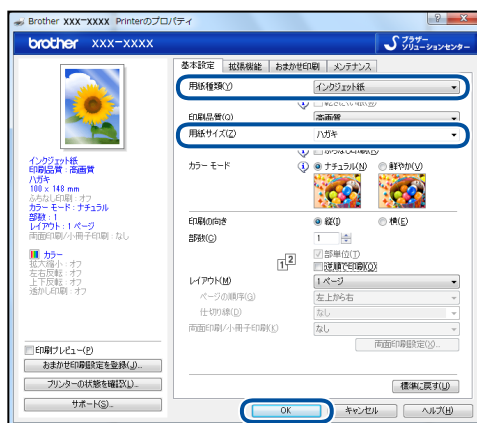 Brother XXX-XXXX Printerのプロパティ
brother XXX-XXXX
ブラザー
ソリューションセンター
基本設定 拡張機能 おまかせ印刷 メンテナンス
用紙種類(Y) インクジェット紙
印刷品質(Q) 高画質
用紙サイズ(Z) ハガキ
カラー モード ナチュラル(N) 鮮やか(V)
インクジェット紙
印刷品質 : 高画質
ハガキ
100 x 148 mm
ふちなし印刷 : オフ
カラー モード : ナチュラル
部数 : 1
レイアウト : 1 ページ
両面印刷/小冊子印刷 : なし
カラー
拡大縮小 : オフ
左右反転 : オフ
上下反転 : オフ
透かし印刷 : オフ
印刷の向き 縦(T) 横(E)
部数(C) 1
1 2
部単位(T)
逆順で印刷(O)
レイアウト(M) 1 ページ
ページの順序(G) 左上から右
仕切り線(D) なし
両面印刷/小冊子印刷(K) なし
両面印刷設定(X)...
印刷プレビュー(P)
おまかせ印刷設定を登録(J)...
プリンターの状態を確認(L)...
サポート(S)...
標準に戻す(U)
OK キャンセル ヘルプ(H)